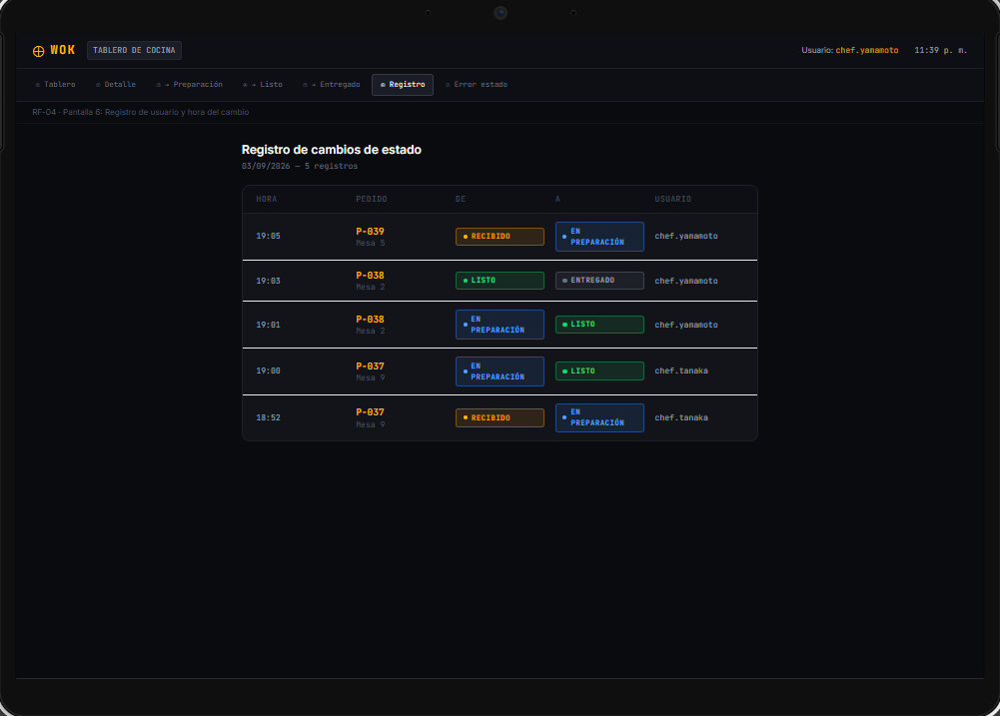 WOK TABLERO DE COCINA Usuario: chef.yamamoto 11:39 p. m.
Tablero Detalle → Preparación → Listo → Entregado Registro Error estado
RF-04 · Pantalla 6: Registro de usuario y hora del cambio
Registro de cambios de estado
03/09/2026 — 5 registros
HORA PEDIDO DE A USUARIO
19:05 P-039 Mesa 5 RECIBIDO EN PREPARACIÓN chef.yamamoto
19:03 P-038 Mesa 2 LISTO ENTREGADO chef.yamamoto
19:01 P-038 Mesa 2 EN PREPARACIÓN LISTO chef.yamamoto
19:00 P-037 Mesa 9 EN PREPARACIÓN LISTO chef.tanaka
18:52 P-037 Mesa 9 RECIBIDO EN PREPARACIÓN chef.tanaka